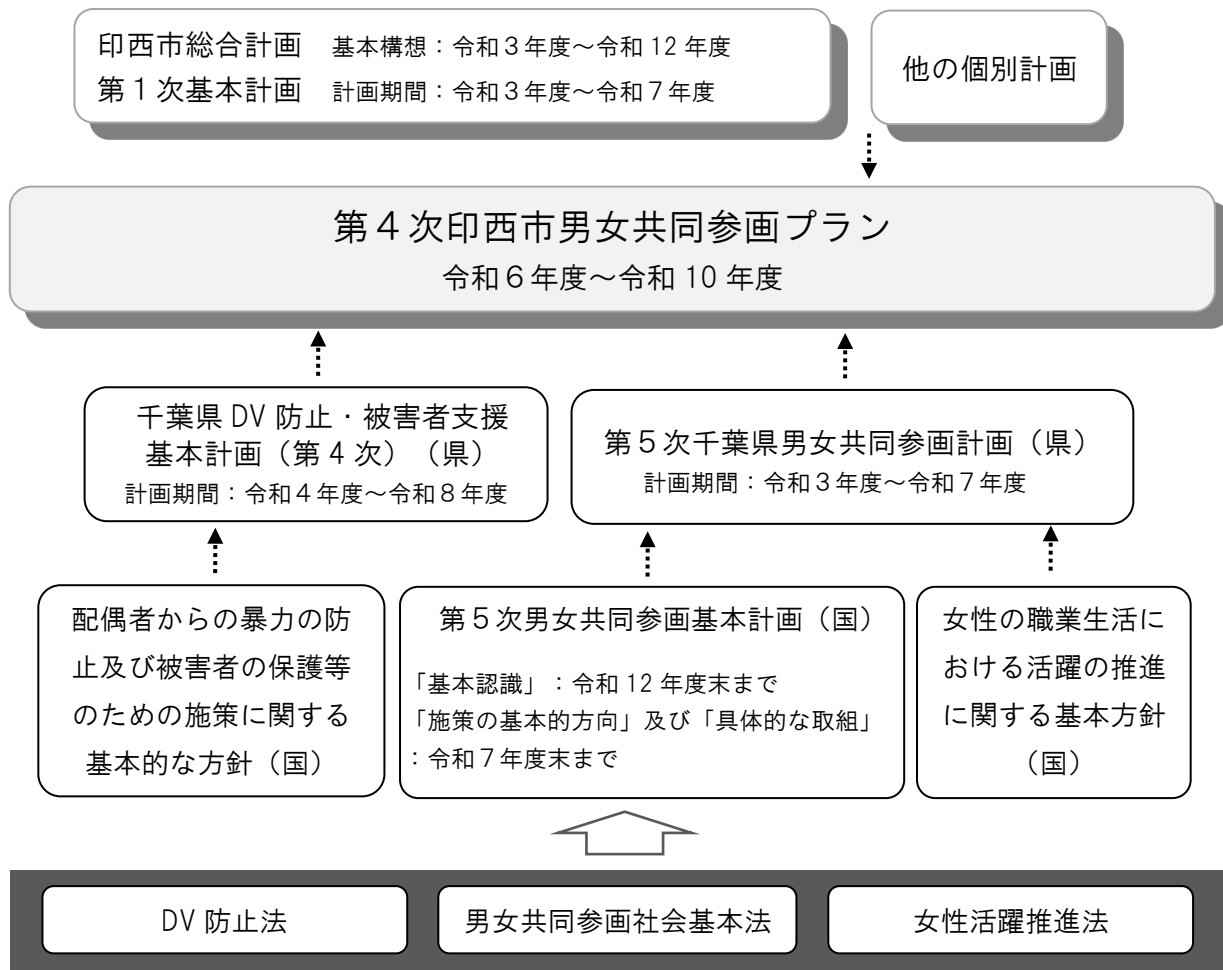 印西市総合計画 基本構想：令和３年度～令和 12 年度
第１次基本計画 計画期間：令和３年度～令和７年度
他の個別計画
第４次印西市男女共同参画プラン
令和６年度～令和 10 年度
千葉県 DV 防止・被害者支援
基本計画（第４次）（県）
計画期間：令和４年度～令和８年度
第５次千葉県男女共同参画計画（県）
計画期間：令和３年度～令和７年度
配偶者からの暴力の防
止及び被害者の保護等
のための施策に関する
基本的な方針（国）
第５次男女共同参画基本計画（国）
「基本認識」：令和 12 年度末まで
「施策の基本的方向」及び「具体的な取組」
：令和７年度末まで
女性の職業生活に
おける活躍の推進
に関する基本方針
（国）
DV 防止法
男女共同参画社会基本法
女性活躍推進法